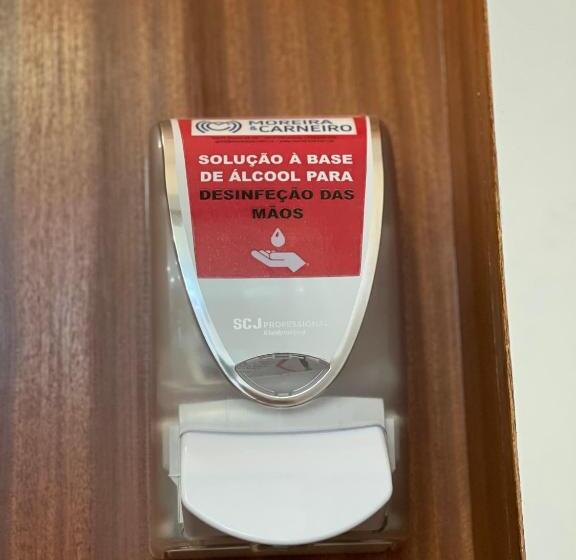 MOREIRA
&CARNEIRO
SOLUÇÃO À BASE
DE ÁLCOOL PARA
DESINFEÇÃO DAS
MÃOS
SCJ PROFESSIONAL